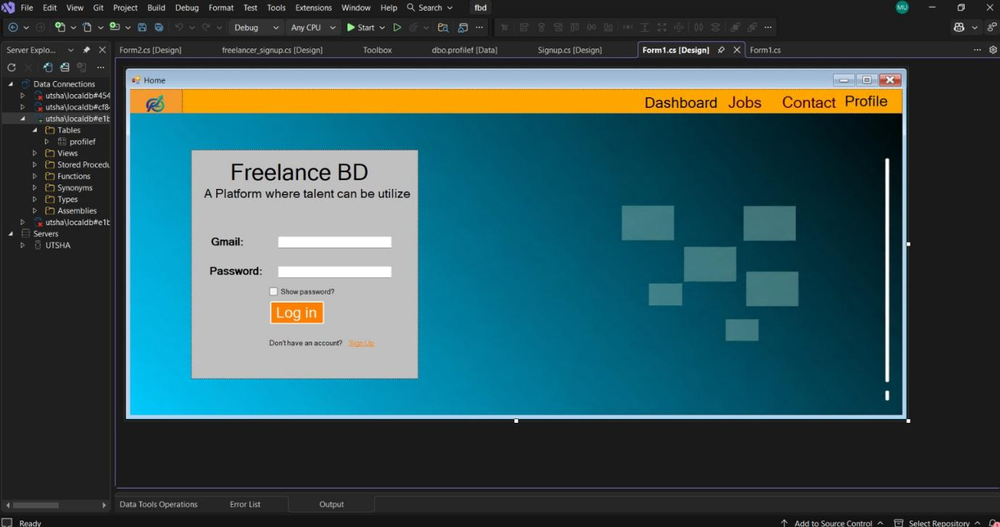 File Edit View Git Project Build Debug Format Test Tools Extensions Window Help Search fbd MU
Debug Any CPU Start
Server Explo... Form2.cs [Design] freelancer_signup.cs [Design] Toolbox dbo.profilef [Data] Signup.cs [Design] Form1.cs [Design] Form1.cs
Data Connections
utsha\localdb#454
utsha\localdb#cf84
utsha\localdb#e1b
Tables
profilef
Views
Stored Procedu
Functions
Synonyms
Types
Assemblies
utsha\localdb#e1b
Servers
UTSHA
Home
Dashboard Jobs Contact Profile
Freelance BD
A Platform where talent can be utilize
Gmail:
Password:
Show password?
Log in
Don't have an account? Sign Up
Data Tools Operations Error List Output
Ready Add to Source Control Select Repository